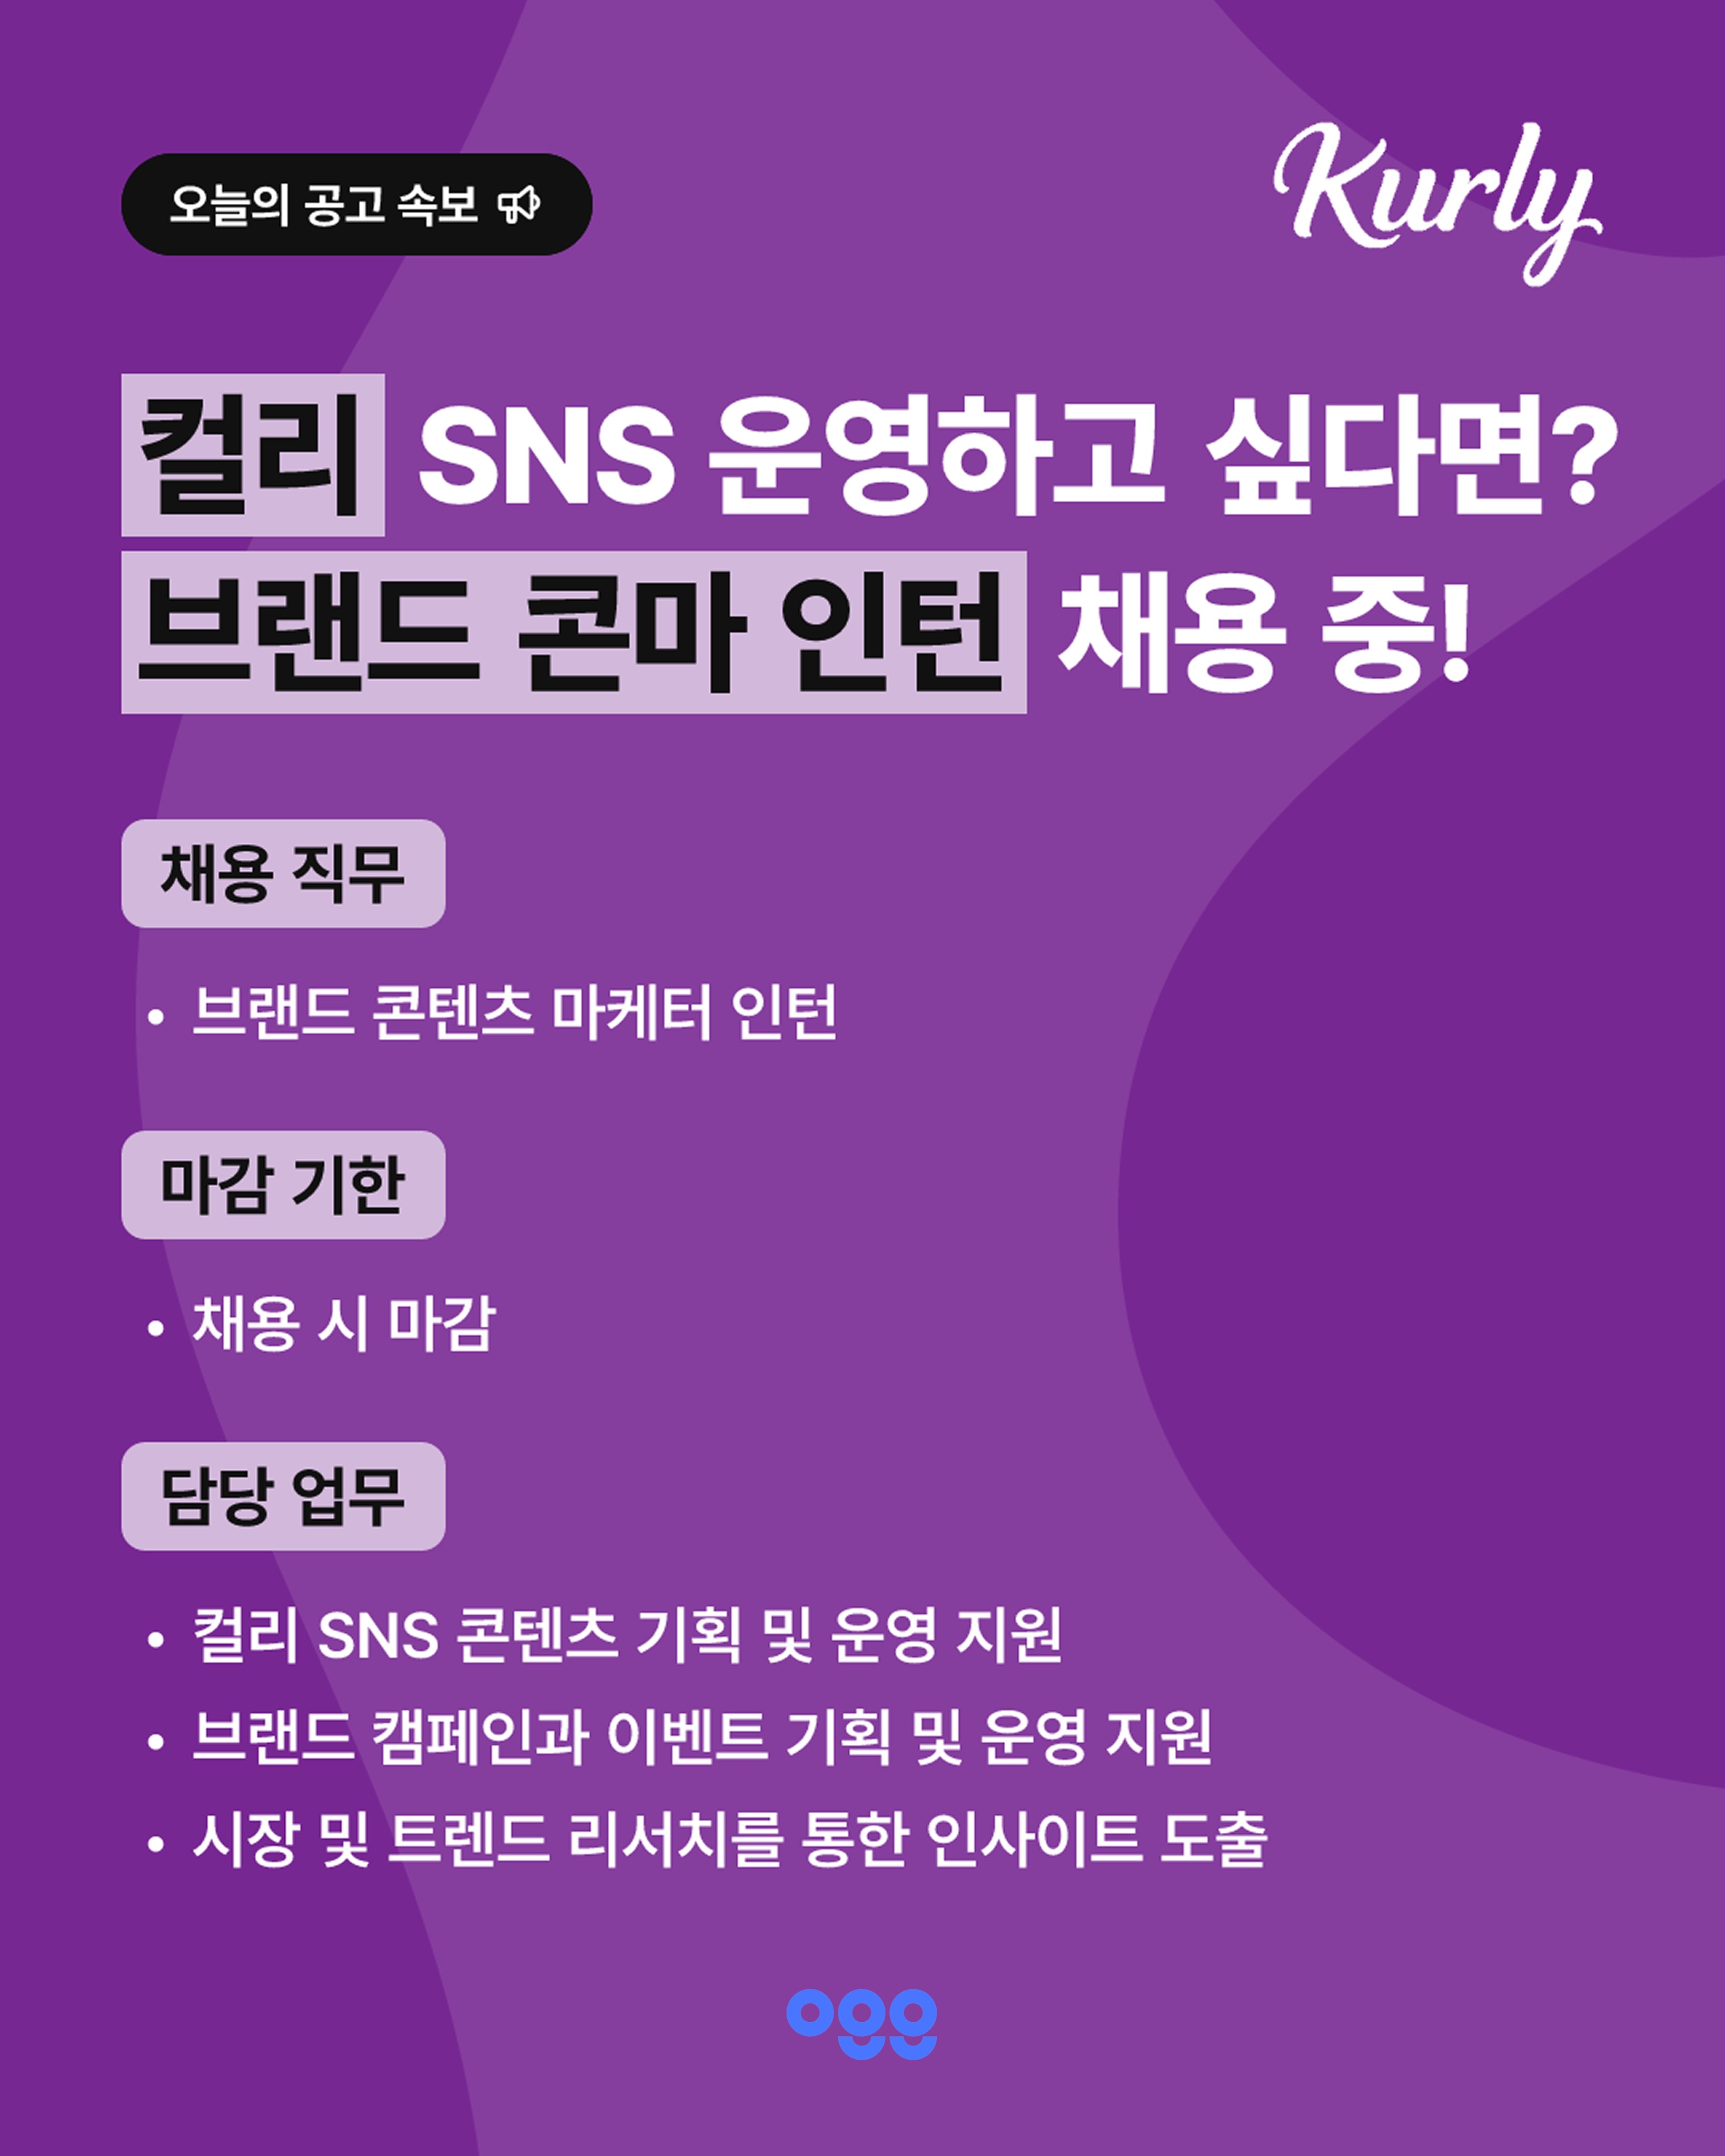 오늘의 공고 속보
Kurly
컬리 SNS 운영하고 싶다면?
브랜드 콘마 인턴 채용 중!
채용 직무
• 브랜드 콘텐츠 마케터 인턴
마감 기한
• 채용 시 마감
담당 업무
• 컬리 SNS 콘텐츠 기획 및 운영 지원
• 브랜드 캠페인과 이벤트 기획 및 운영 지원
• 시장 및 트렌드 리서치를 통한 인사이트 도출
ogg